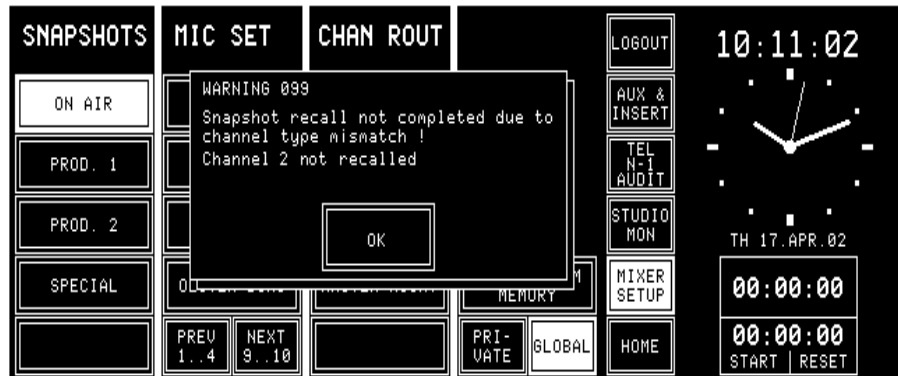 SNAPSHOTS
MIC SET
CHAN ROUT
LOGOUT
10:11:02
ON AIR
PROD. 1
PROD. 2
SPECIAL
WARNING 099
Snapshot recall not completed due to
channel type mismatch !
Channel 2 not recalled
OK
MEMORY
PREV
1..4
NEXT
9..10
PRI-
VATE
GLOBAL
AUX &
INSERT
TEL
N-1
AUDIT
STUDIO
MON
MIXER
SETUP
HOME
TH 17.APR.02
00:00:00
00:00:00
START
RESET